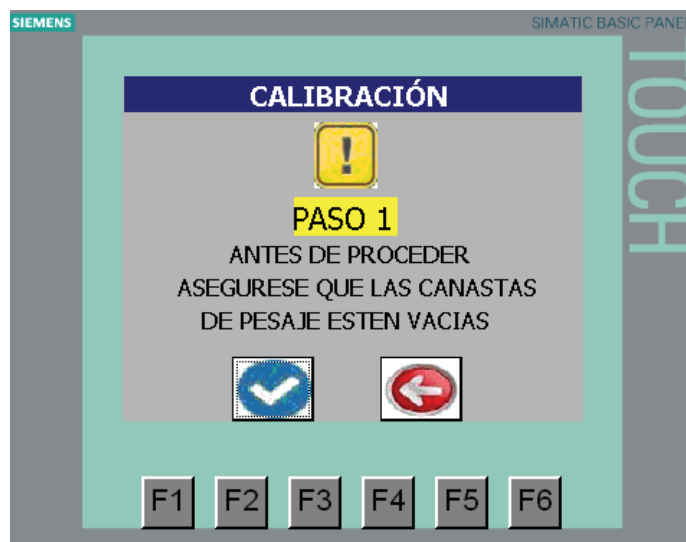 SIEMENS
SIMATIC BASIC PANE
TOUCH
CALIBRACIÓN
PASO 1
ANTES DE PROCEDER
ASEGURESE QUE LAS CANASTAS
DE PESAJE ESTEN VACIAS
F1 F2 F3 F4 F5 F6